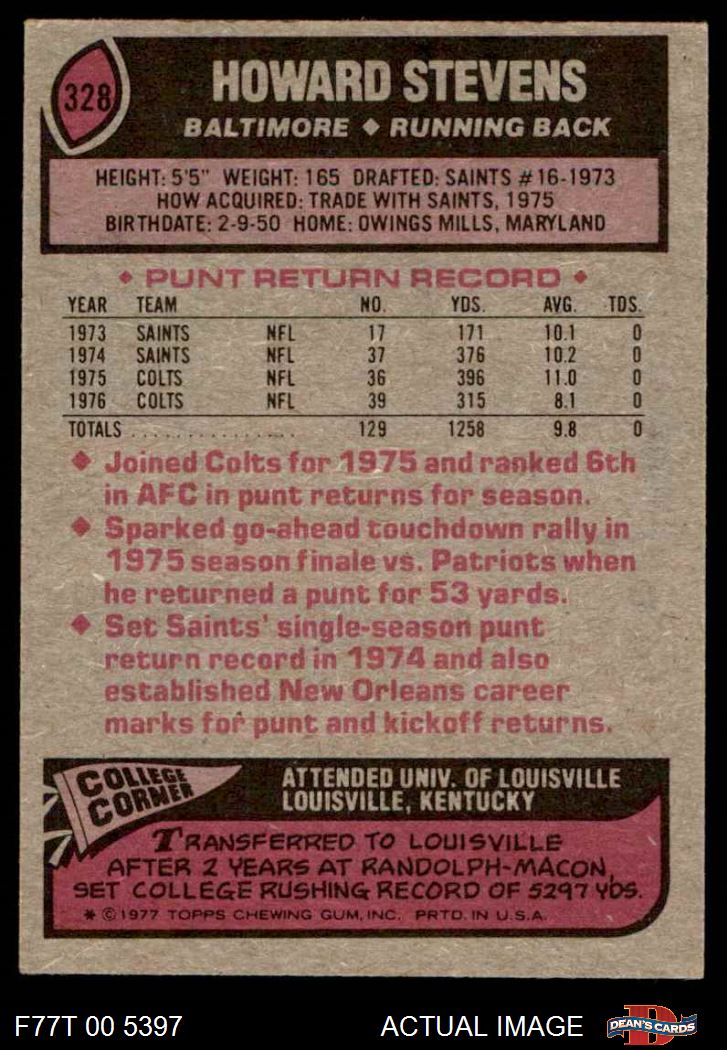 328
HOWARD STEVENS
BALTIMORE ◆ RUNNING BACK
HEIGHT: 5'5" WEIGHT: 165 DRAFTED: SAINTS #16-1973
HOW ACQUIRED: TRADE WITH SAINTS, 1975
BIRTHDATE: 2-9-50 HOME: OWINGS MILLS, MARYLAND
◆ PUNT RETURN RECORD ◆
YEAR TEAM NO. YDS. AVG. TDS.
1973 SAINTS NFL 17 171 10.1 0
1974 SAINTS NFL 37 376 10.2 0
1975 COLTS NFL 36 396 11.0 0
1976 COLTS NFL 39 315 8.1 0
TOTALS . . . . . . . . . . . . . . . 129 1258 9.8 0
◆ Joined Colts for 1975 and ranked 6th
in AFC in punt returns for season.
◆ Sparked go-ahead touchdown rally in
1975 season finale vs. Patriots when
he returned a punt for 53 yards.
◆ Set Saints' single-season punt
return record in 1974 and also
established New Orleans career
marks for punt and kickoff returns.
COLLEGE
CORNER
ATTENDED UNIV. OF LOUISVILLE
LOUISVILLE, KENTUCKY
TRANSFERRED TO LOUISVILLE
AFTER 2 YEARS AT RANDOLPH-MACON,
SET COLLEGE RUSHING RECORD OF 5297 YDS.
* © 1977 TOPPS CHEWING GUM, INC. PRTD. IN U.S.A.
F77T 00 5397
ACTUAL IMAGE
D
DEAN'S CARDS